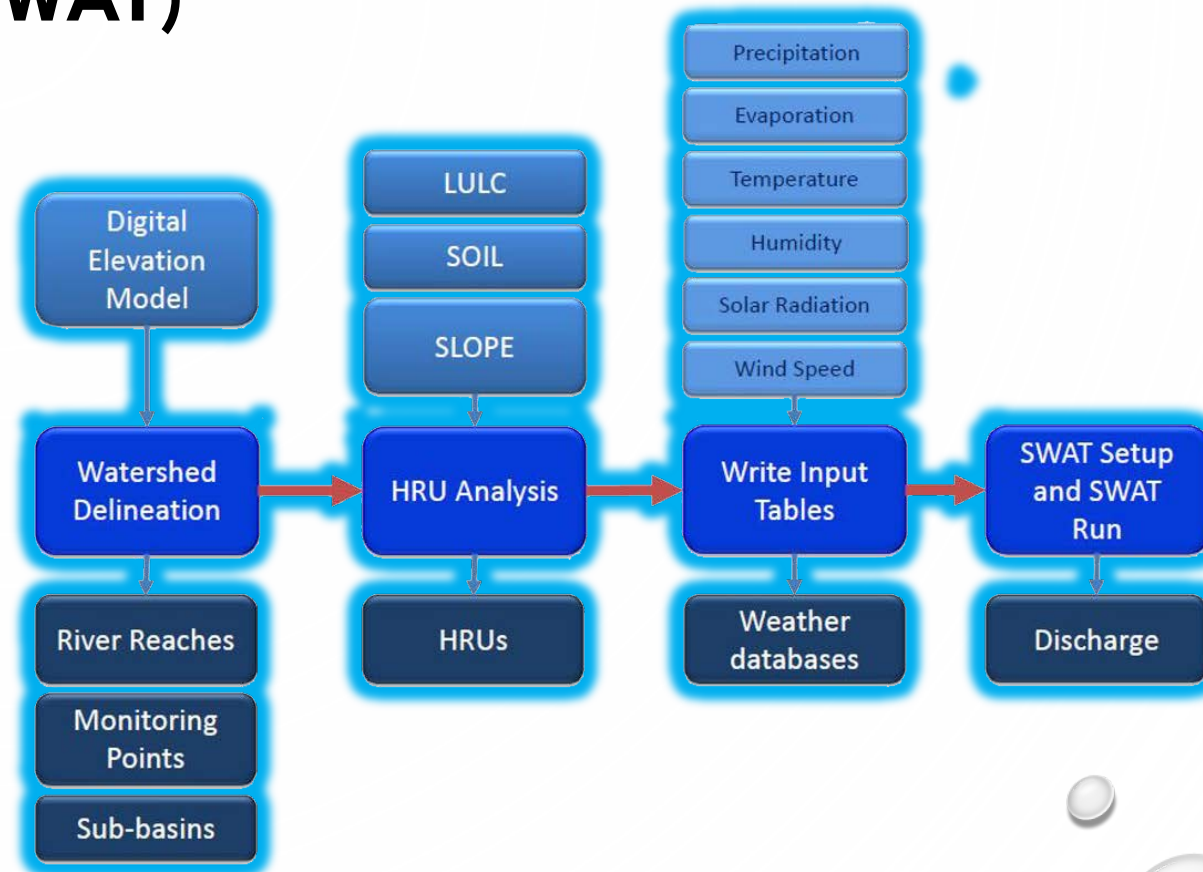 WAT)
Precipitation
Evaporation
Temperature
Humidity
Solar Radiation
Wind Speed
LULC
SOIL
SLOPE
Digital
Elevation
Model
Watershed
Delineation
HRU Analysis
Write Input
Tables
SWAT Setup
and SWAT
Run
River Reaches
Monitoring
Points
Sub-basins
HRUs
Weather
databases
Discharge